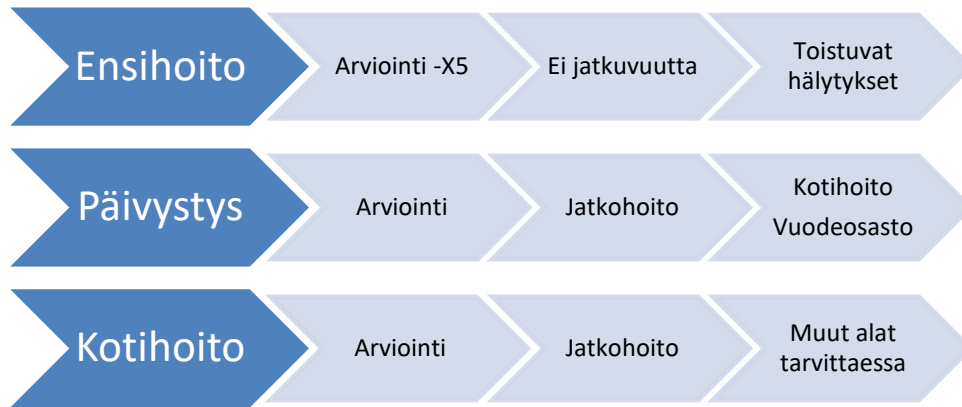 Ensihoito
Arviointi -X5
Ei jatkuvuutta
Toistuvat
hälytykset
Päivystys
Arviointi
Jatkohoito
Kotihoito
Vuodeosasto
Kotihoito
Arviointi
Jatkohoito
Muut alat
tarvittaessa